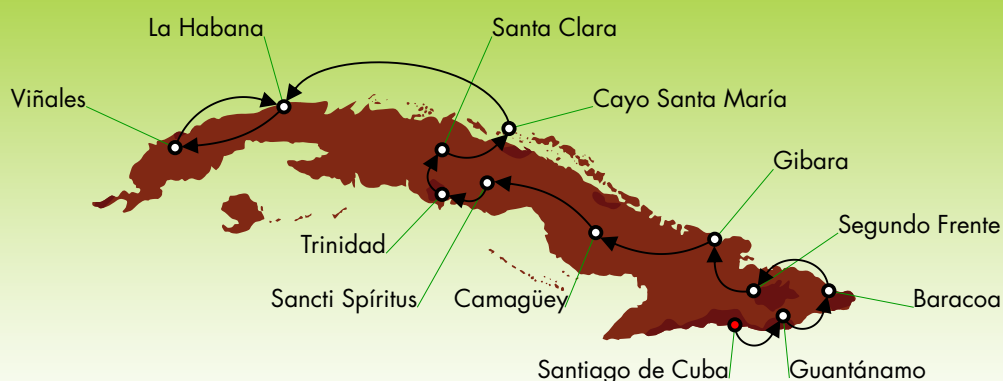 La Habana
Santa Clara
Viñales
Cayo Santa María
Gibara
Segundo Frente
Trinidad
Sancti Spíritus
Camagüey
Baracoa
Santiago de Cuba
Guantánamo